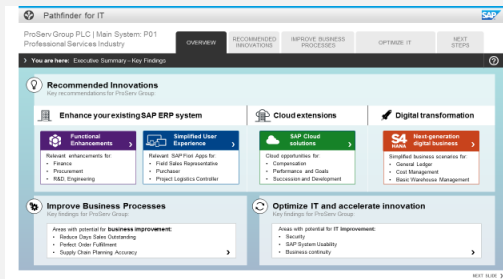 Pathfinder for IT
SAP
ProServ Group PLC | Main System: P01
Professional Services Industry
OVERVIEW
RECOMMENDED INNOVATIONS
IMPROVE BUSINESS PROCESSES
OPTIMIZE IT
NEXT STEPS
You are here: Executive Summary – Key Findings
Recommended Innovations
Key recommendations for ProServ Group:
Enhance your existing SAP ERP system
Cloud extensions
Digital transformation
Functional Enhancements
Relevant enhancements for:
• Finance
• Procurement
• R&D, Engineering
Simplified User Experience
Relevant SAP Fiori Apps for:
• Field Sales Representative
• Purchaser
• Project Logistics Controller
SAP Cloud solutions
Cloud opportunities for:
• Compensation
• Performance and Goals
• Succession and Development
S4 HANA
Next-generation digital business
Simplified business scenarios for:
• General Ledger
• Cost Management
• Basic Warehouse Management
Improve Business Processes
Key findings for ProServ Group:
Areas with potential for business improvement:
• Reduce Days Sales Outstanding
• Perfect Order Fulfillment
• Supply Chain Planning Accuracy
Optimize IT and accelerate innovation
Key findings for ProServ Group:
Areas with potential for IT improvement:
• Security
• SAP System Usability
• Business continuity
NEXT SLIDE